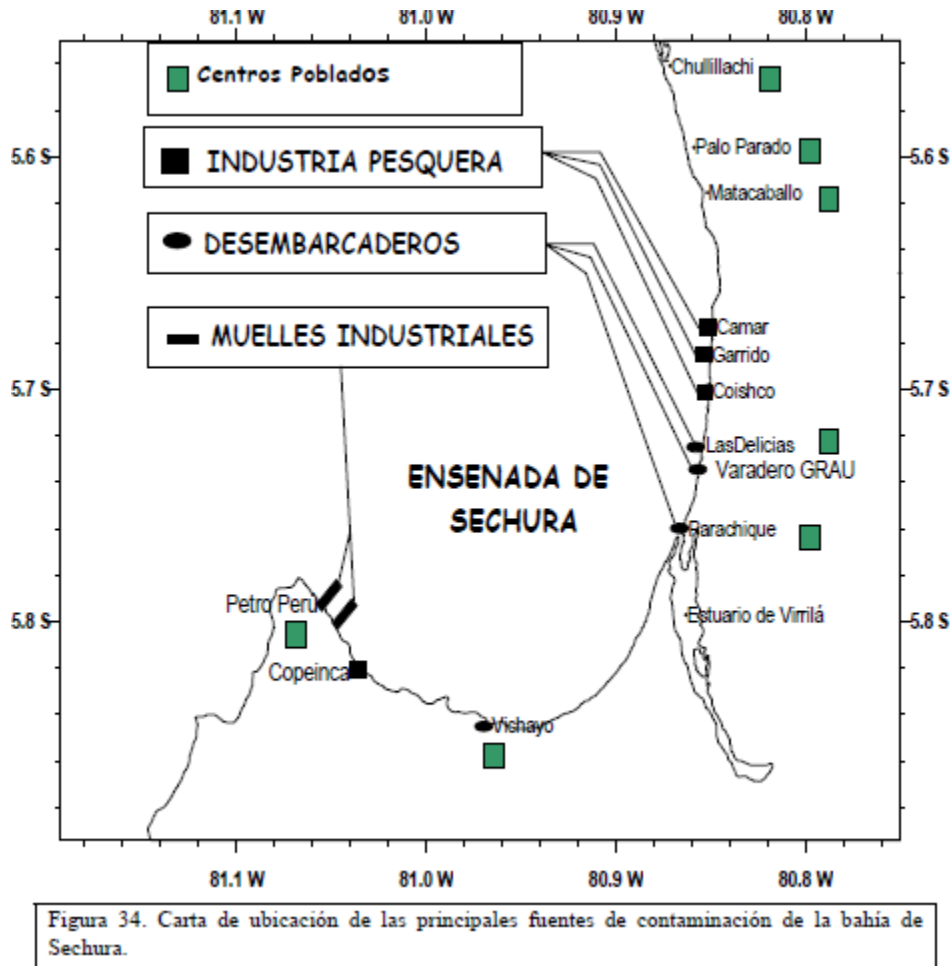 81.1 W 81.0 W 80.9 W 80.8 W
Centros Poblados
Chullillachi
5.6 S
INDUSTRIA PESQUERA
Palo Parado
5.6 S
Matacaballo
DESEMBARCADEROS
MUELLES INDUSTRIALES
Camar
Garrido
5.7 S
Coishco
5.7 S
LasDelicias
Varadero GRAU
ENSENADA DE
SECHURA
Parachique
Petro Perú
5.8 S
Estuario de Virrilá
5.8 S
Copeinca
Vichayo
81.1 W 81.0 W 80.9 W 80.8 W
Figura 34. Carta de ubicación de las principales fuentes de contaminación de la bahía de
Sechura.